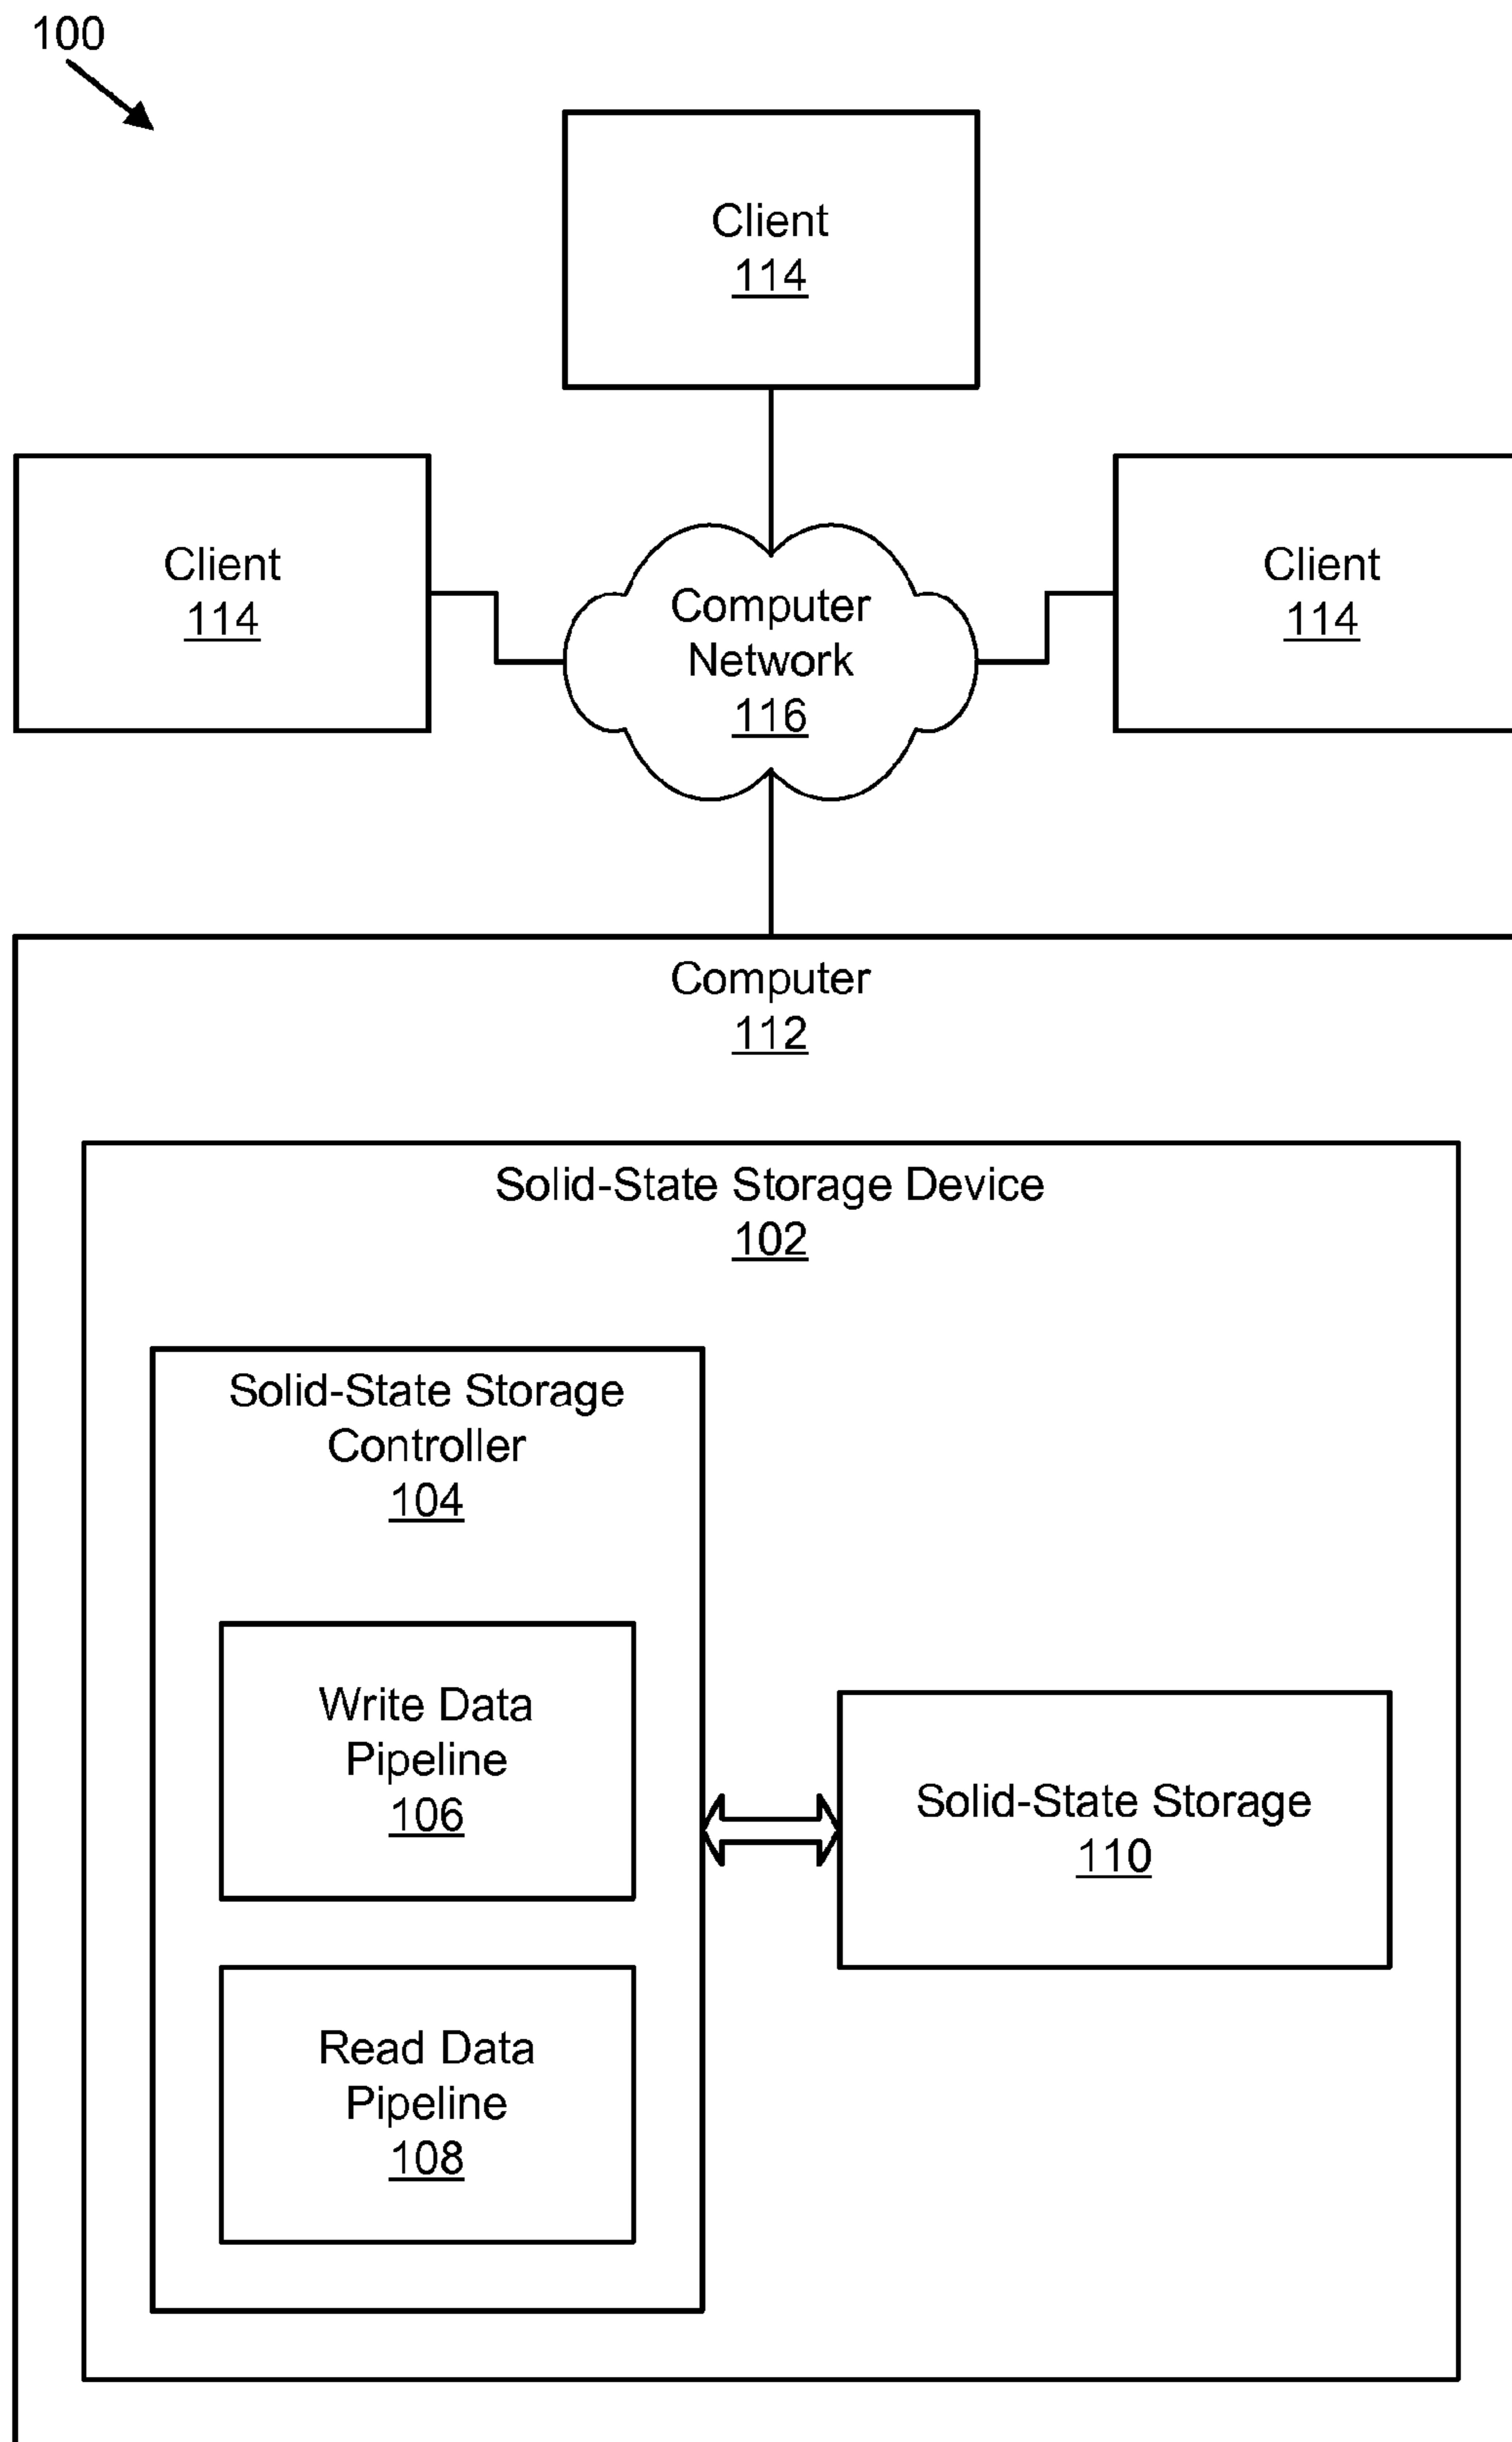 100
Client
114
Client
114
Client
114
Computer
Network
116
Computer
112
Solid-State Storage Device
102
Solid-State Storage
Controller
104
Write Data
Pipeline
106
Solid-State Storage
110
Read Data
Pipeline
108